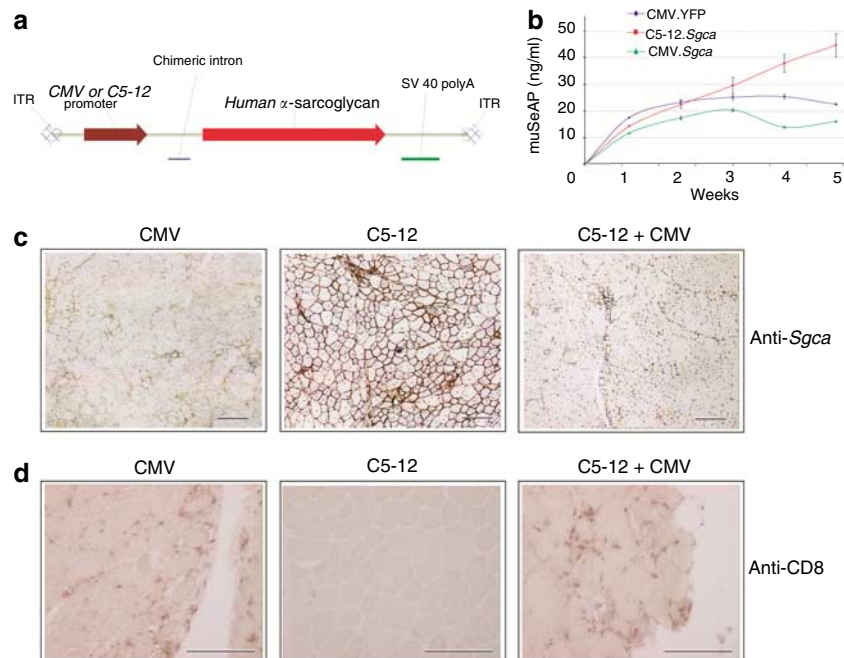 a
CMV or C5-12
promoter
ITR
Chimeric intron
Human α-sarcoglycan
SV 40 polyA
ITR
b
muSeAP (ng/ml)
50
40
30
20
10
0
1
2
3
4
5
Weeks
CMV.YFP
C5-12.Sgca
CMV.Sgca
c
CMV
C5-12
C5-12 + CMV
Anti-Sgca
d
CMV
C5-12
C5-12 + CMV
Anti-CD8